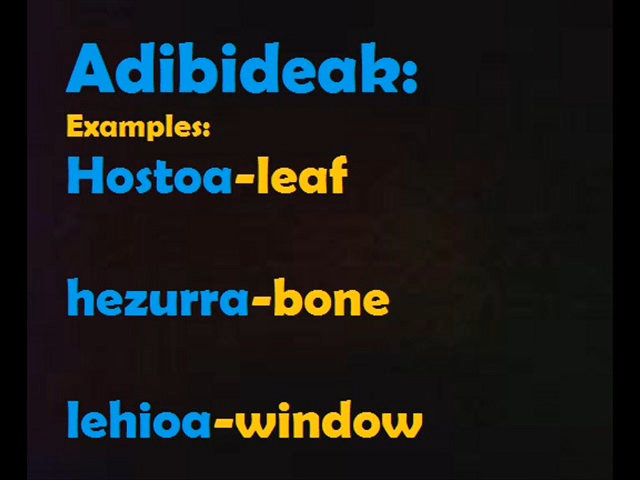 Adibideak:
Examples:
Hostoa-leaf
hezurra-bone
lehioa-window